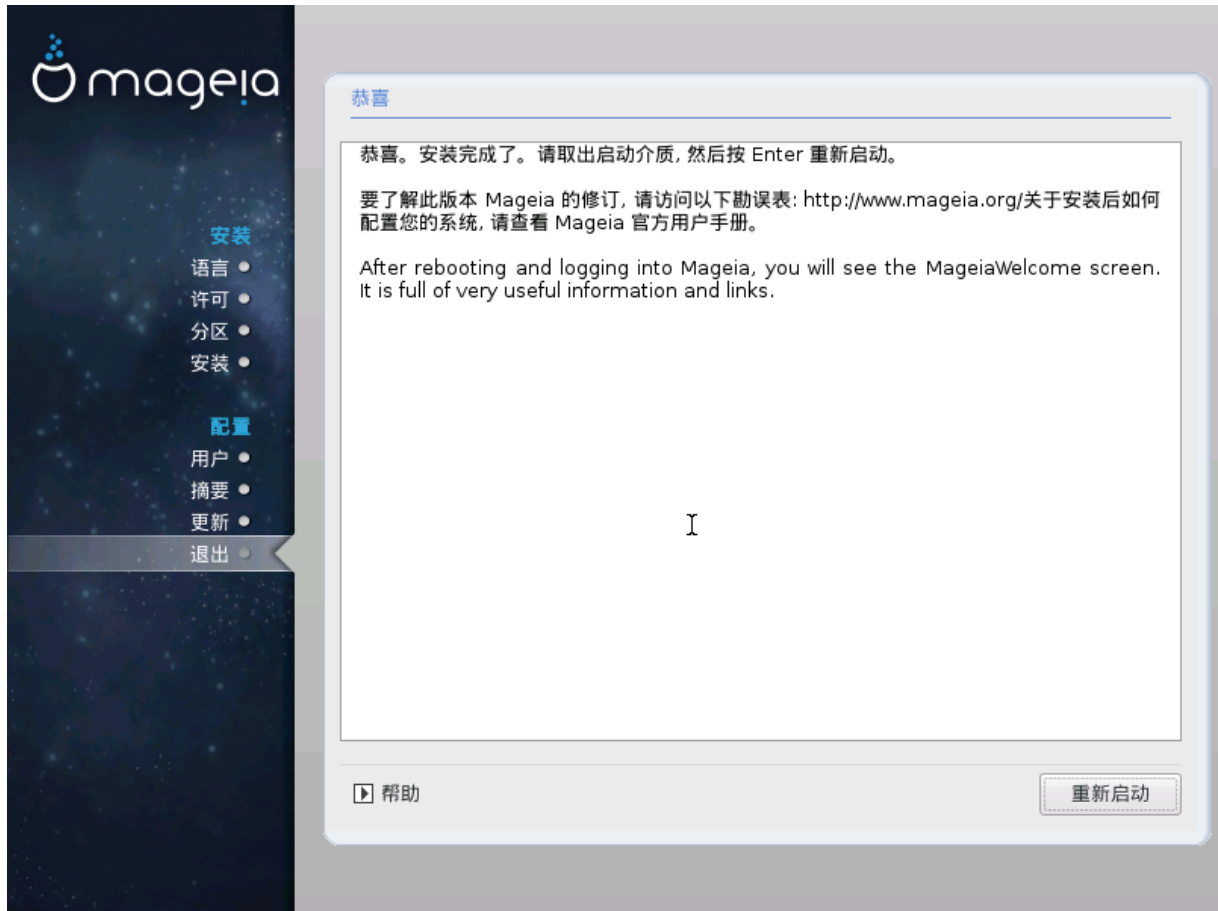 mageia
安装
语言
许可
分区
安装
配置
用户
摘要
更新
退出
恭喜
恭喜。安装完成了。请取出启动介质, 然后按 Enter 重新启动。
要了解此版本 Mageia 的修订, 请访问以下勘误表: http://www.mageia.org/关于安装后如何
配置您的系统, 请查看 Mageia 官方用户手册。
After rebooting and logging into Mageia, you will see the MageiaWelcome screen.
It is full of very useful information and links.
帮助
重新启动